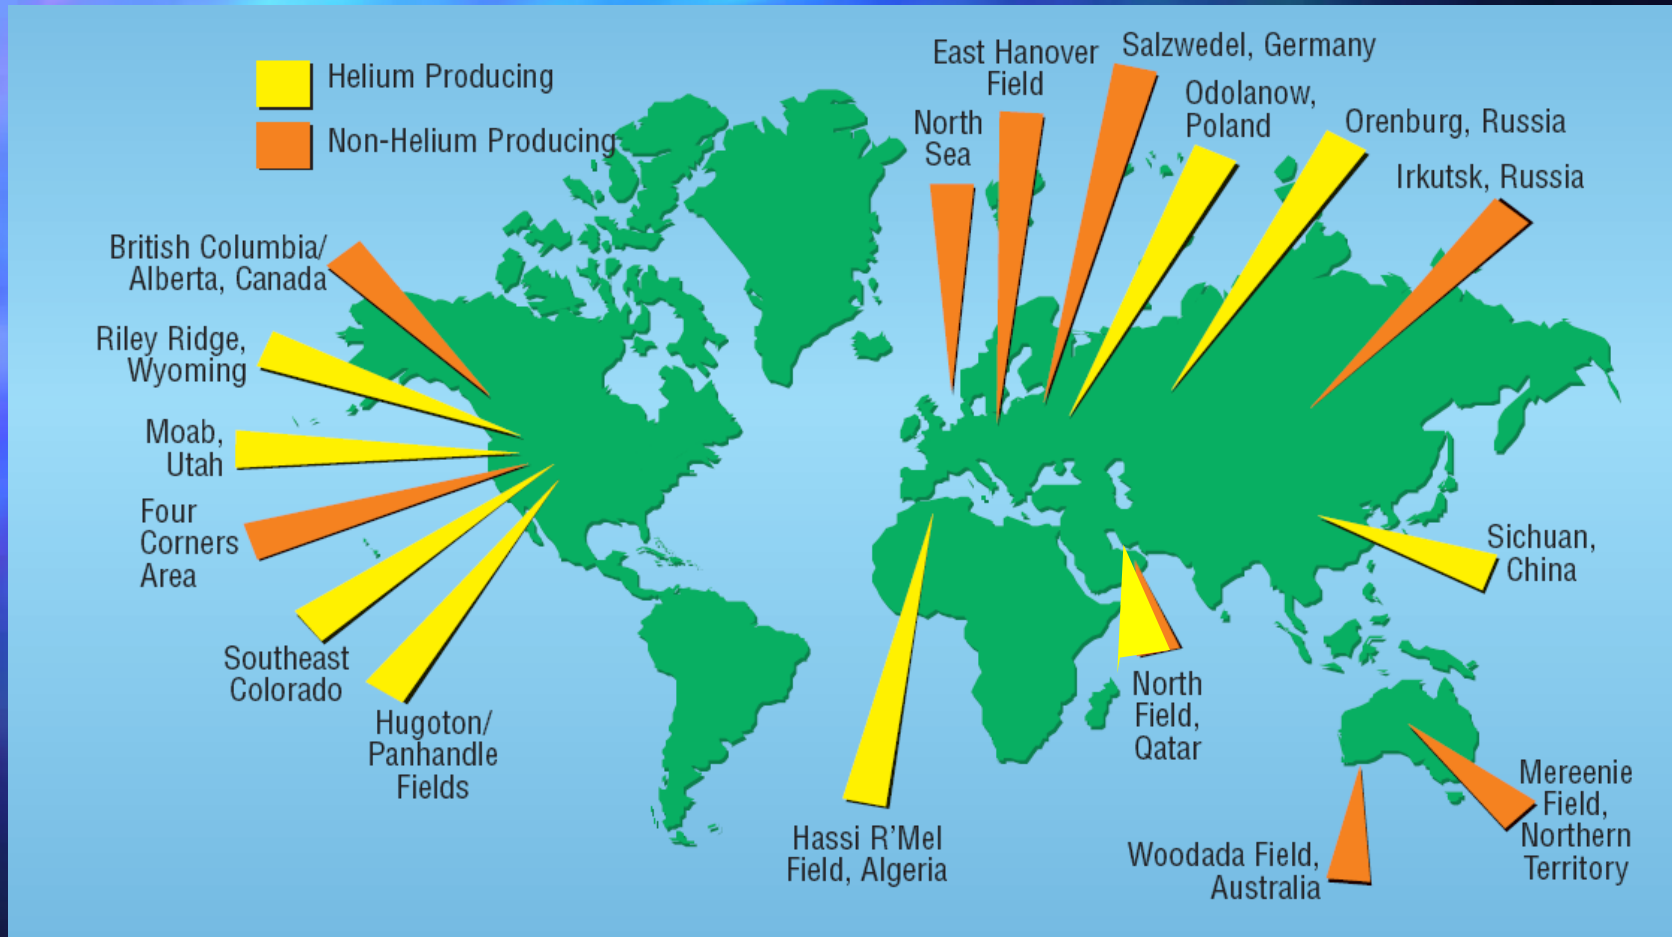 Helium Producing
Non-Helium Producing
East Hanover
Field
Salzwedel, Germany
North
Sea
Odolanow,
Poland
Orenburg, Russia
Irkutsk, Russia
British Columbia/
Alberta, Canada
Riley Ridge,
Wyoming
Moab,
Utah
Four
Corners
Area
Southeast
Colorado
Hugoton/
Panhandle
Fields
Hassi R'Mel
Field, Algeria
North
Field,
Qatar
Sichuan,
China
Mereenie
Field,
Northern
Territory
Woodada Field,
Australia